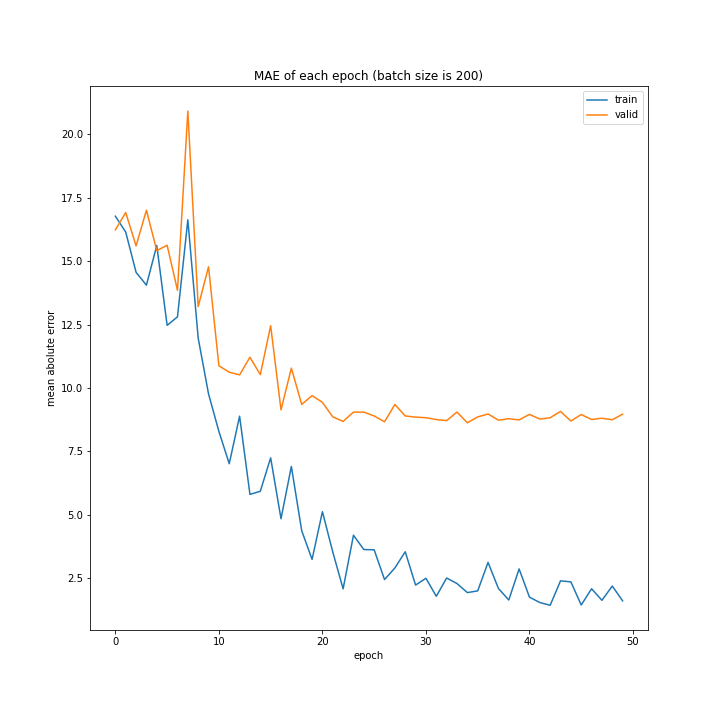 MAE of each epoch (batch size is 200)
train
valid
20.0
17.5
15.0
12.5
10.0
7.5
5.0
2.5
mean abolute error
0 10 20 30 40 50
epoch